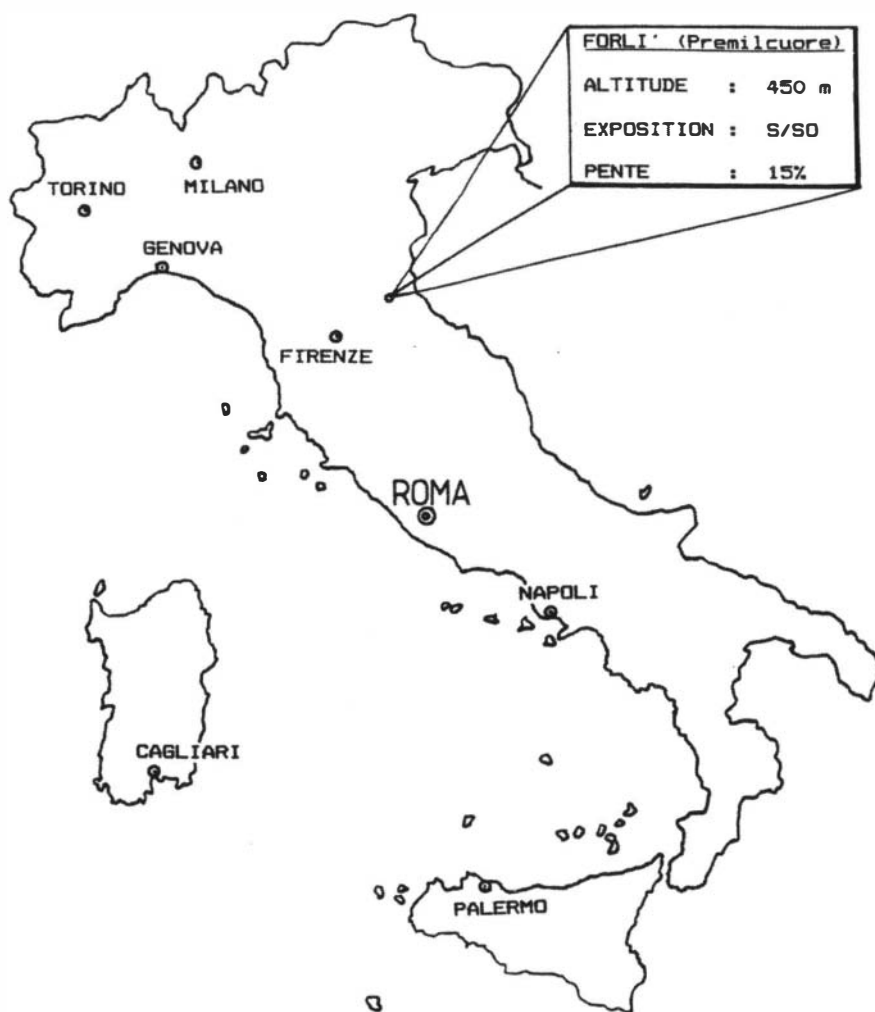 FORLI' (Premilcuore)
ALTITUDE : 450 m
EXPOSITION : S/SO
PENTE : 15%
TORINO
MILANO
GENOVA
FIRENZE
ROMA
NAPOLI
CAGLIARI
PALERMO